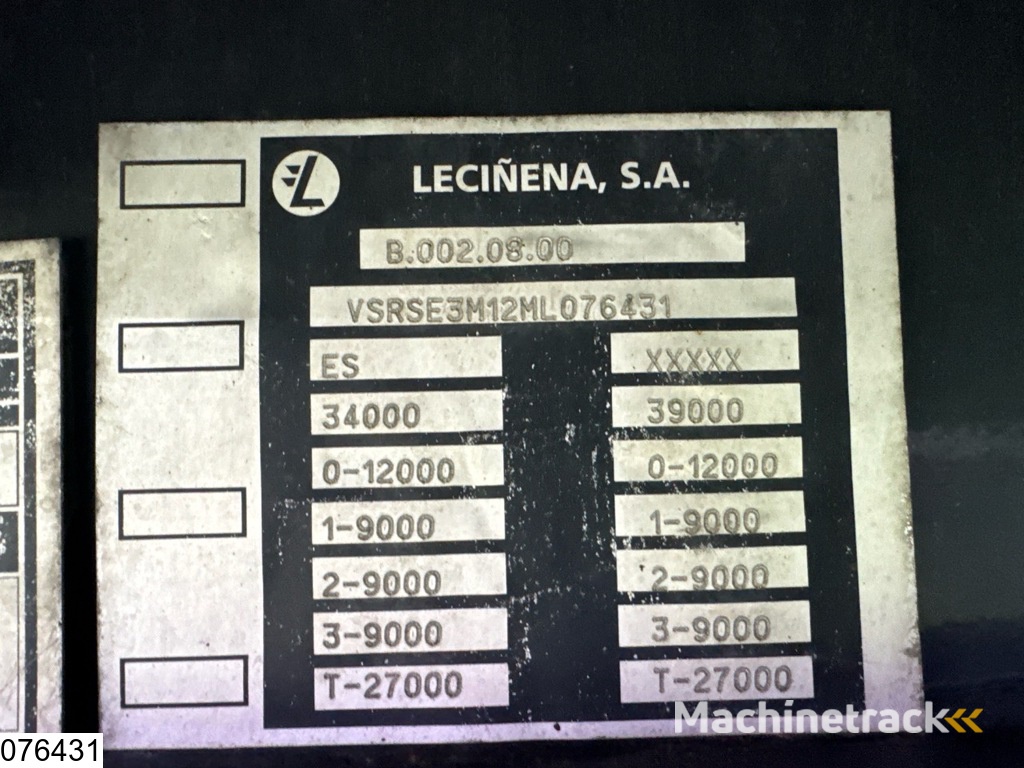 LECIÑENA, S.A.
B.002.08.00
VSRSE3M12ML076431
ES XXXXX
34000 39000
0-12000 0-12000
1-9000 1-9000
2-9000 2-9000
3-9000 3-9000
T-27000 T-27000
Machinetrack
076431